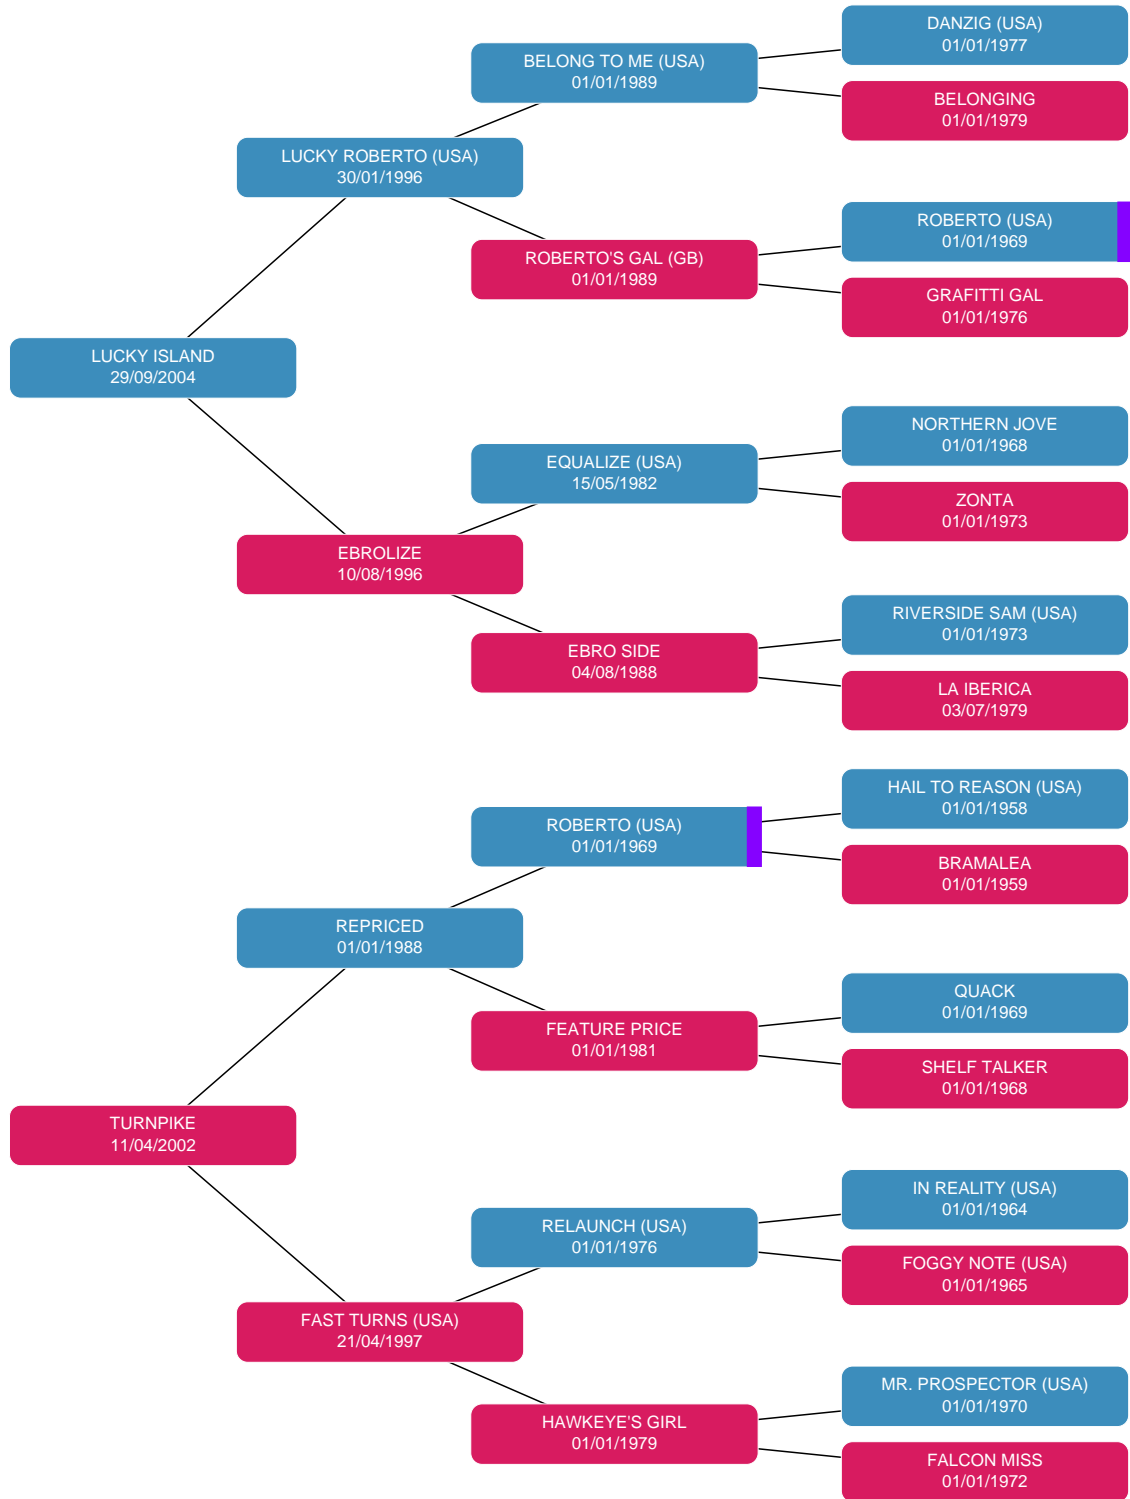 DANZIG (USA)
01/01/1977
BELONG TO ME (USA)
01/01/1989
BELONGING
01/01/1979
LUCKY ROBERTO (USA)
30/01/1996
ROBERTO (USA)
01/01/1969
ROBERTO'S GAL (GB)
01/01/1989
GRAFITTI GAL
01/01/1976
LUCKY ISLAND
29/09/2004
NORTHERN JOVE
01/01/1968
EQUALIZE (USA)
15/05/1982
ZONTA
01/01/1973
EBROLIZE
10/08/1996
RIVERSIDE SAM (USA)
01/01/1973
EBRO SIDE
04/08/1988
LA IBERICA
03/07/1979
HAIL TO REASON (USA)
01/01/1958
ROBERTO (USA)
01/01/1969
BRAMALEA
01/01/1959
REPRICED
01/01/1988
QUACK
01/01/1969
FEATURE PRICE
01/01/1981
SHELF TALKER
01/01/1968
TURNPIKE
11/04/2002
IN REALITY (USA)
01/01/1964
RELAUNCH (USA)
01/01/1976
FOGGY NOTE (USA)
01/01/1965
FAST TURNS (USA)
21/04/1997
MR. PROSPECTOR (USA)
01/01/1970
HAWKEYE'S GIRL
01/01/1979
FALCON MISS
01/01/1972